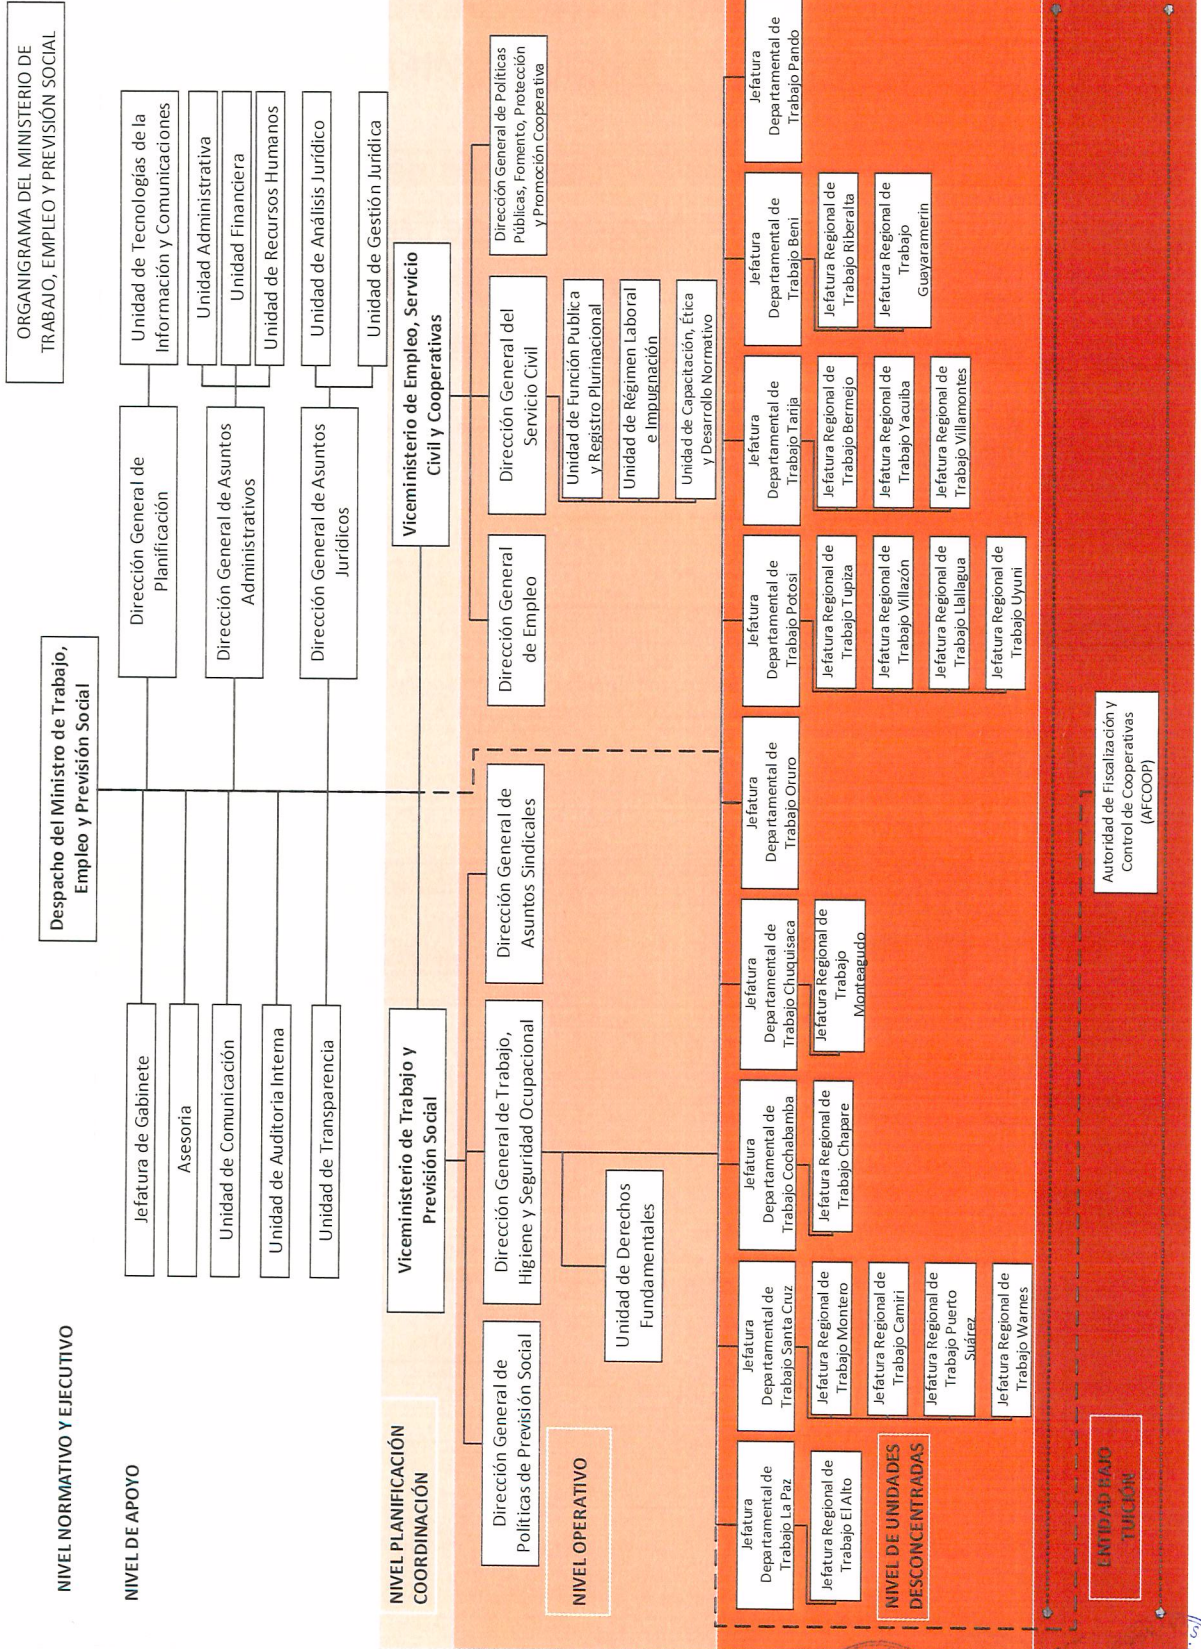 ORGANIGRAMA DEL MINISTERIO DE
TRABAJO, EMPLEO Y PREVISIÓN SOCIAL
NIVEL NORMATIVO Y EJECUTIVO
Despacho del Ministro de Trabajo,
Empleo y Previsión Social
NIVEL DE APOYO
Jefatura de Gabinete
Asesoria
Unidad de Comunicación
Unidad de Auditoria Interna
Unidad de Transparencia
Dirección General de
Planificación
Unidad de Tecnologías de la
Información y Comunicaciones
Dirección General de Asuntos
Administrativos
Unidad Administrativa
Unidad Financiera
Unidad de Recursos Humanos
Dirección General de Asuntos
Jurídicos
Unidad de Análisis Jurídico
Unidad de Gestión Jurídica
NIVEL PLANIFICACIÓN
COORDINACIÓN
Viceministerio de Trabajo y
Previsión Social
Viceministerio de Empleo, Servicio
Civil y Cooperativas
NIVEL OPERATIVO
Dirección General de
Políticas de Previsión Social
Dirección General de Trabajo,
Higiene y Seguridad Ocupacional
Dirección General de
Asuntos Sindicales
Dirección General
de Empleo
Dirección General del
Servicio Civil
Dirección General de Políticas
Públicas, Fomento, Protección
y Promoción Cooperativa
Unidad de Derechos
Fundamentales
Unidad de Función Publica
y Registro Plurinacional
Unidad de Régimen Laboral
e Impugnación
Unidad de Capacitación, Ética
y Desarrollo Normativo
Jefatura
Departamental de
Trabajo La Paz
Jefatura Regional de
Trabajo El Alto
Jefatura
Departamental de
Trabajo Santa Cruz
Jefatura Regional de
Trabajo Montero
Jefatura Regional de
Trabajo Camiri
Jefatura Regional de
Trabajo Puerto
Suárez
Jefatura Regional de
Trabajo Warnes
Jefatura
Departamental de
Trabajo Cochabamba
Jefatura Regional de
Trabajo Chapare
Jefatura
Departamental de
Trabajo Chuquisaca
Jefatura Regional de
Trabajo
Monteagudo
Jefatura
Departamental de
Trabajo Oruro
Jefatura
Departamental de
Trabajo Potosi
Jefatura Regional de
Trabajo Tupiza
Jefatura Regional de
Trabajo Villazón
Jefatura Regional de
Trabajo Llallagua
Jefatura Regional de
Trabajo Uyuni
Jefatura
Departamental de
Trabajo Tarija
Jefatura Regional de
Trabajo Bermejo
Jefatura Regional de
Trabajo Yacuiba
Jefatura Regional de
Trabajo Villamontes
Jefatura
Departamental de
Trabajo Beni
Jefatura Regional de
Trabajo Riberalta
Jefatura Regional de
Trabajo
Guayaramerin
Jefatura
Departamental de
Trabajo Pando
NIVEL DE UNIDADES
DESCONCENTRADAS
ENTIDAD BAJO
TUICIÓN
Autoridad de Fiscalización y
Control de Cooperativas
(AFCOOP)